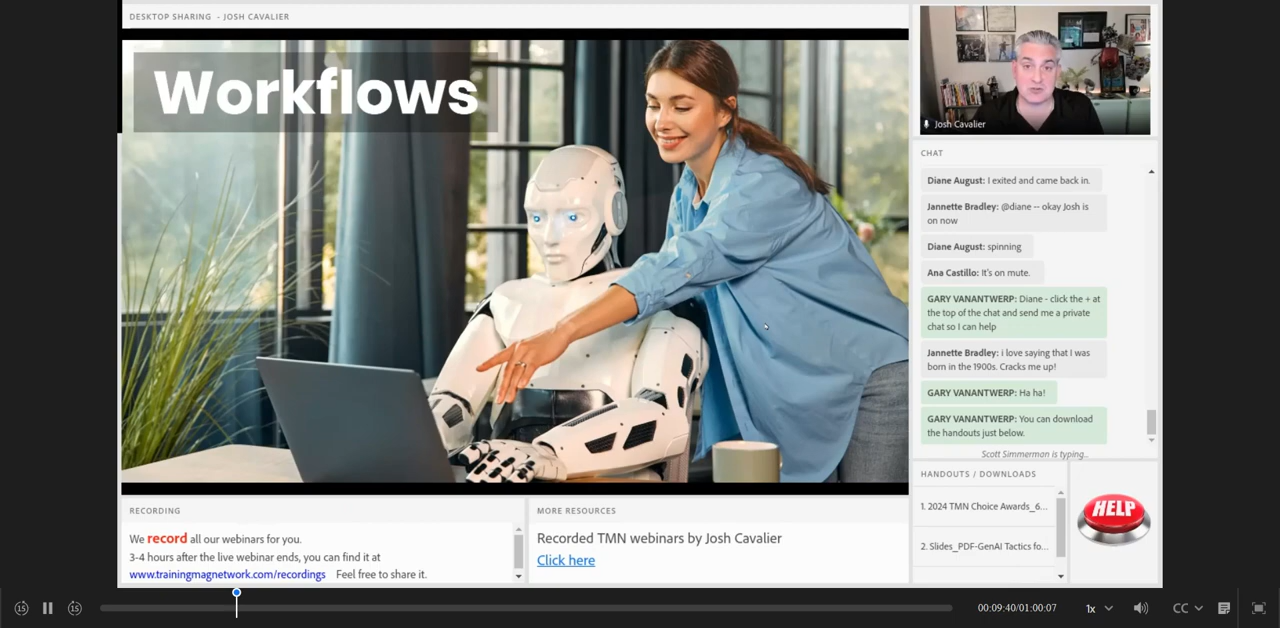 DESKTOP SHARING - JOSH CAVALIER
Workflows
Josh Cavalier
CHAT
Diane August: I exited and came back in.
Jannette Bradley: @diane -- okay Josh is
on now
Diane August: spinning
Ana Castillo: It's on mute.
GARY VANANTWERP: Diane - click the + at
the top of the chat and send me a private
chat so I can help
Jannette Bradley: i love saying that I was
born in the 1900s. Cracks me up!
GARY VANANTWERP: Ha ha!
GARY VANANTWERP: You can download
the handouts just below.
Scott Simmerman is typing...
HANDOUTS / DOWNLOADS
1. 2024 TMN Choice Awards_6...
2. Slides_PDF-GenAI Tactics fo...
HELP
RECORDING
We record all our webinars for you.
3-4 hours after the live webinar ends, you can find it at
www.trainingmagnetwork.com/recordings Feel free to share it.
MORE RESOURCES
Recorded TMN webinars by Josh Cavalier
Click here
15
15
00:09:40/01:00:07
1x
CC